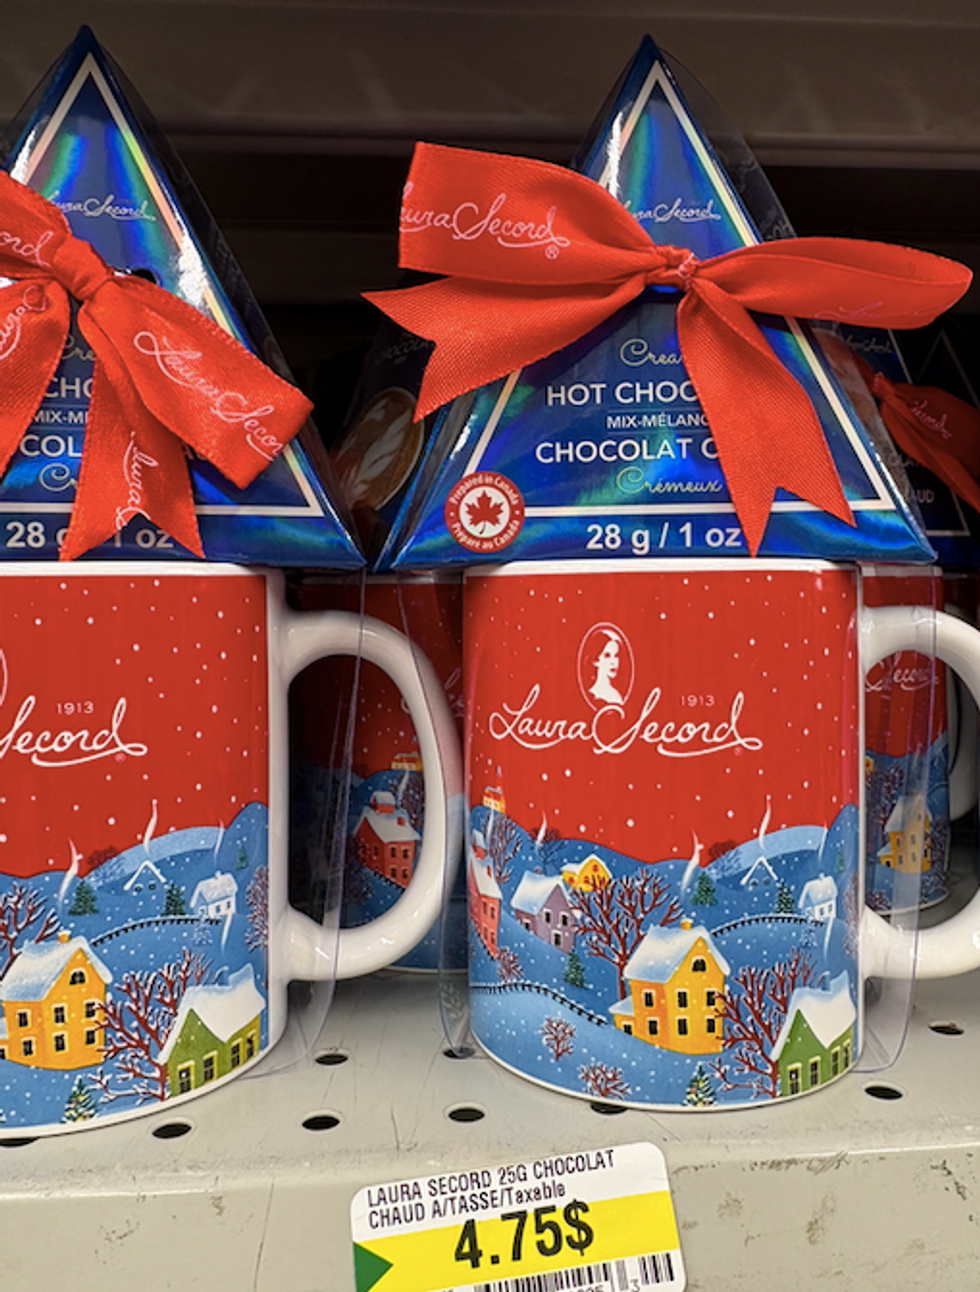 Laura Secord
Laura Secord®
Secord
Laura Secord
HOT CHOC
MIX-MÉLANG
CHOCOLAT C
Crémeux
28 g / 1 oz
Prepared in Canada
Préparé au Canada
28 g / 1 oz
1913
Secord®
1913
Laura Secord®
LAURA SECORD 25G CHOCOLAT
CHAUD A/TASSE/Taxable
4.75$